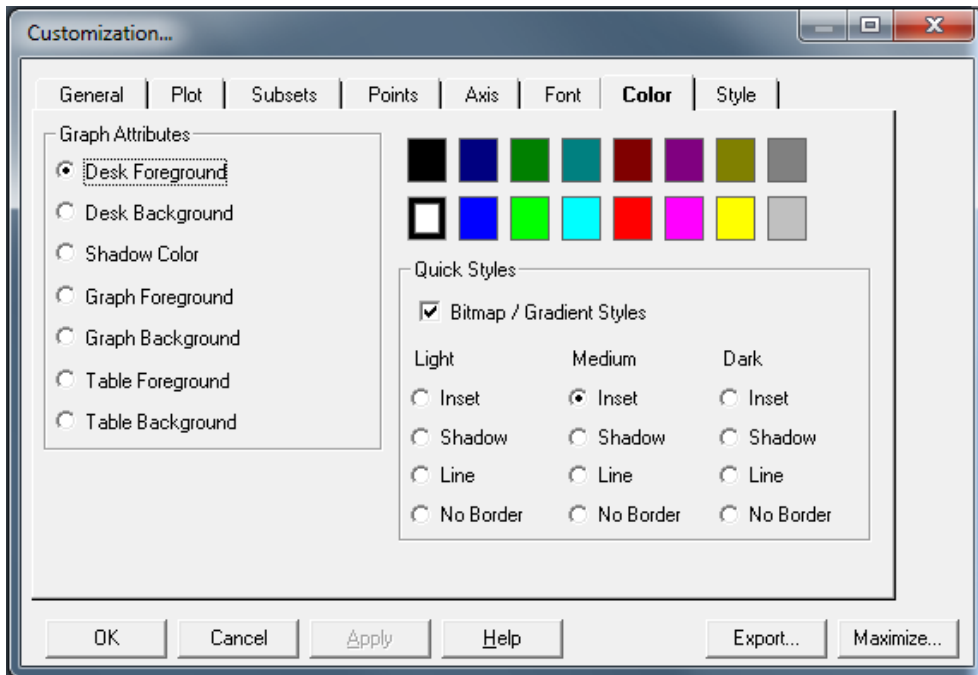 Customization...
General Plot Subsets Points Axis Font Color Style
Graph Attributes
Desk Foreground
Desk Background
Shadow Color
Graph Foreground
Graph Background
Table Foreground
Table Background
Quick Styles
Bitmap / Gradient Styles
Light Medium Dark
Inset Inset Inset
Shadow Shadow Shadow
Line Line Line
No Border No Border No Border
OK Cancel Apply Help Export... Maximize...